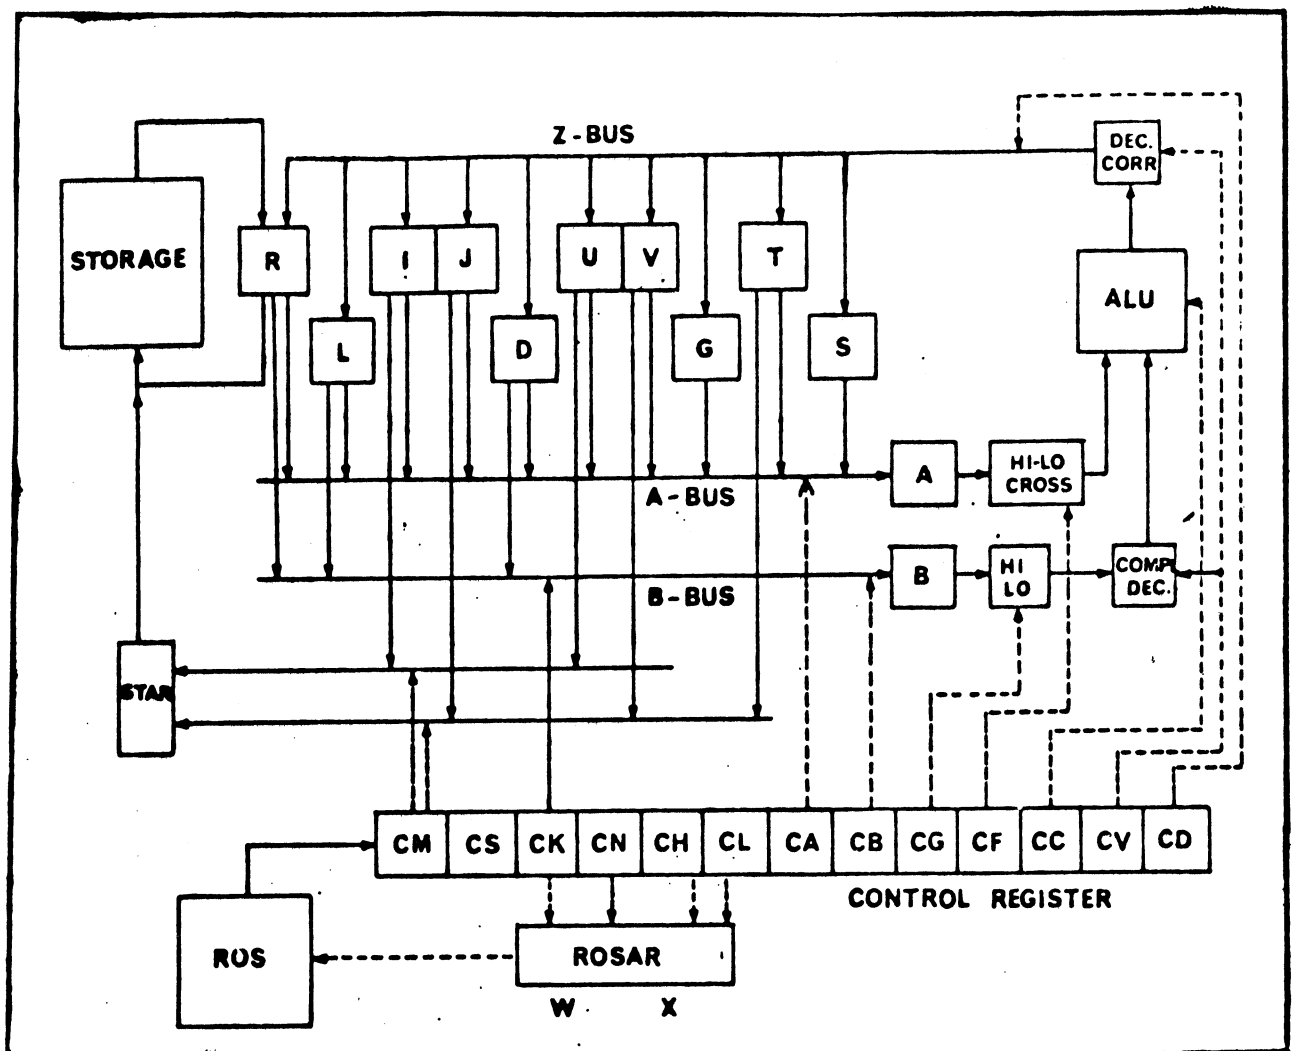 Z-BUS
DEC.
CORR
STORAGE
R
I
J
U
V
T
ALU
L
D
G
S
A-BUS
A
HI-LO
CROSS
B-BUS
B
HI
LO
COMP
DEC.
STAR
CM
CS
CK
CN
CH
CL
CA
CB
CG
CF
CC
CV
CD
CONTROL REGISTER
ROS
ROSAR
W
X